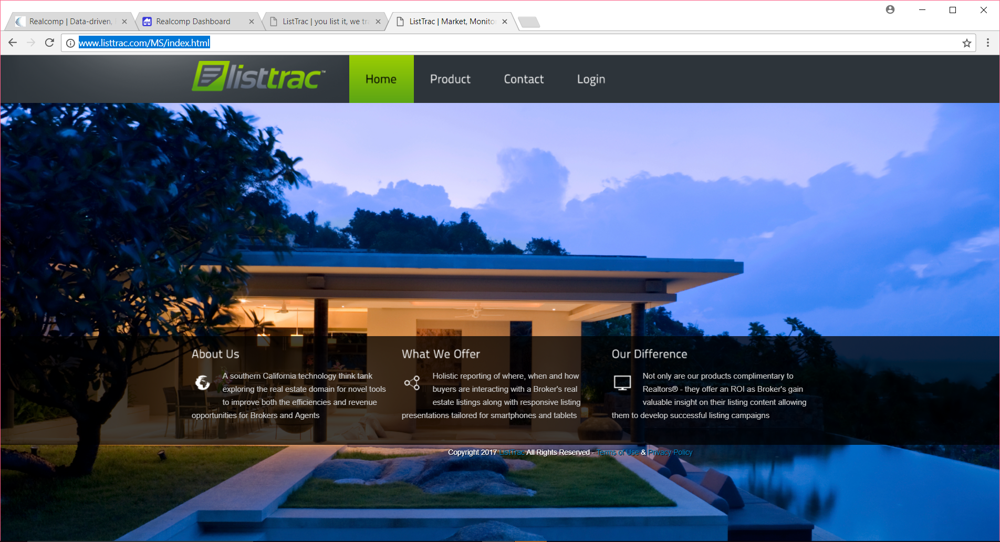 Realcomp | Data-driven,
Realcomp Dashboard
ListTrac | you list it, we tra
ListTrac | Market, Monito
www.listtrac.com/MS/index.html
listtrac™
Home
Product
Contact
Login
About Us
A southern California technology think tank
exploring the real estate domain for novel tools
to improve both the efficiencies and revenue
opportunities for Brokers and Agents
What We Offer
Holistic reporting of where, when and how
buyers are interacting with a Broker's real
estate listings along with responsive listing
presentations tailored for smartphones and tablets
Our Difference
Not only are our products complimentary to
Realtors® - they offer an ROI as Broker's gain
valuable insight on their listing content allowing
them to develop successful listing campaigns
Copyright 2017 ListTrac All Rights Reserved - Terms of Use & Privacy Policy